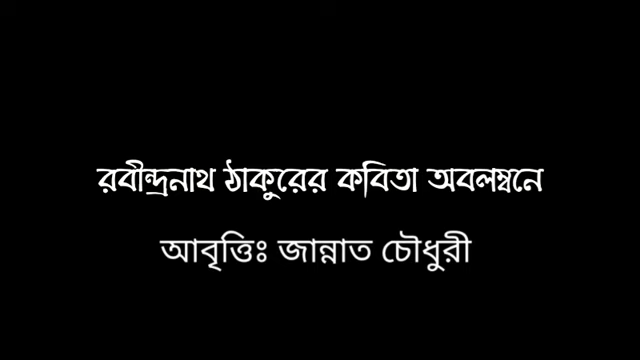 রবীন্দ্রনাথ ঠাকুরের কবিতা অবলম্বনে
আবৃত্তিঃ জান্নাত চৌধুরী